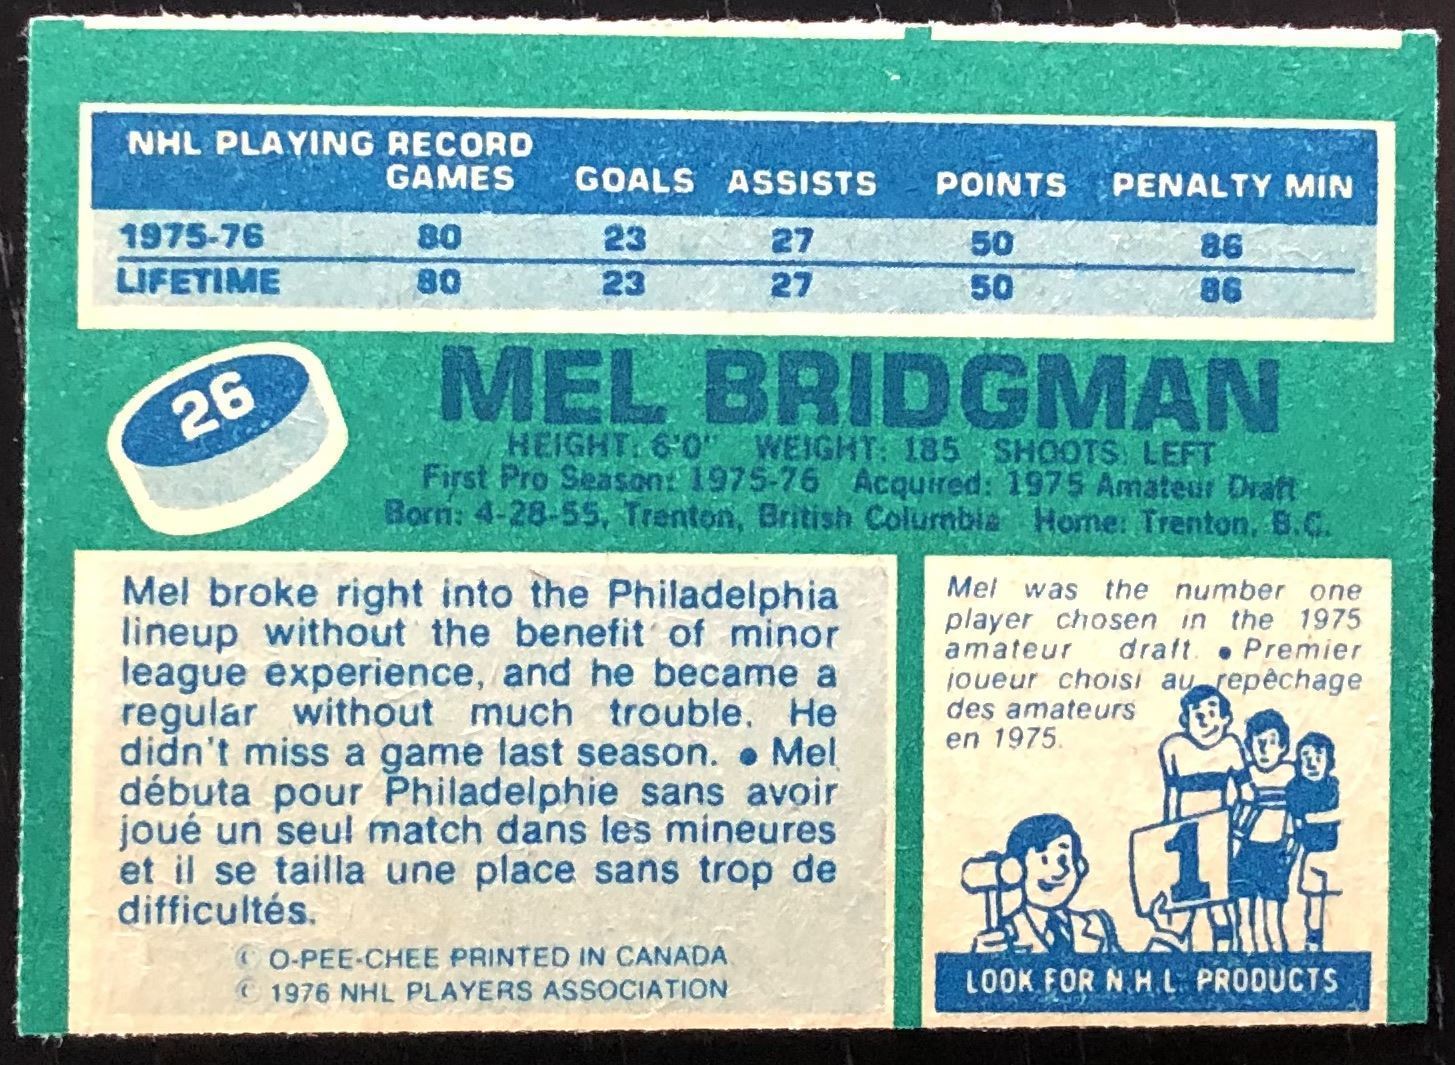 NHL PLAYING RECORD
GAMES GOALS ASSISTS POINTS PENALTY MIN
1975-76 80 23 27 50 86
LIFETIME 80 23 27 50 86
26
MEL BRIDGMAN
HEIGHT: 6'0" WEIGHT: 185 SHOOTS: LEFT
First Pro Season: 1975-76 Acquired: 1975 Amateur Draft
Born: 4-28-55, Trenton, British Columbia Home: Trenton, B.C.
Mel broke right into the Philadelphia
lineup without the benefit of minor
league experience, and he became a
regular without much trouble. He
didn't miss a game last season. • Mel
débuta pour Philadelphie sans avoir
joué un seul match dans les mineures
et il se tailla une place sans trop de
difficultés.
© O-PEE-CHEE PRINTED IN CANADA
© 1976 NHL PLAYERS ASSOCIATION
Mel was the number one
player chosen in the 1975
amateur draft. • Premier
joueur choisi au repêchage
des amateurs
en 1975.
1
LOOK FOR N.H.L. PRODUCTS